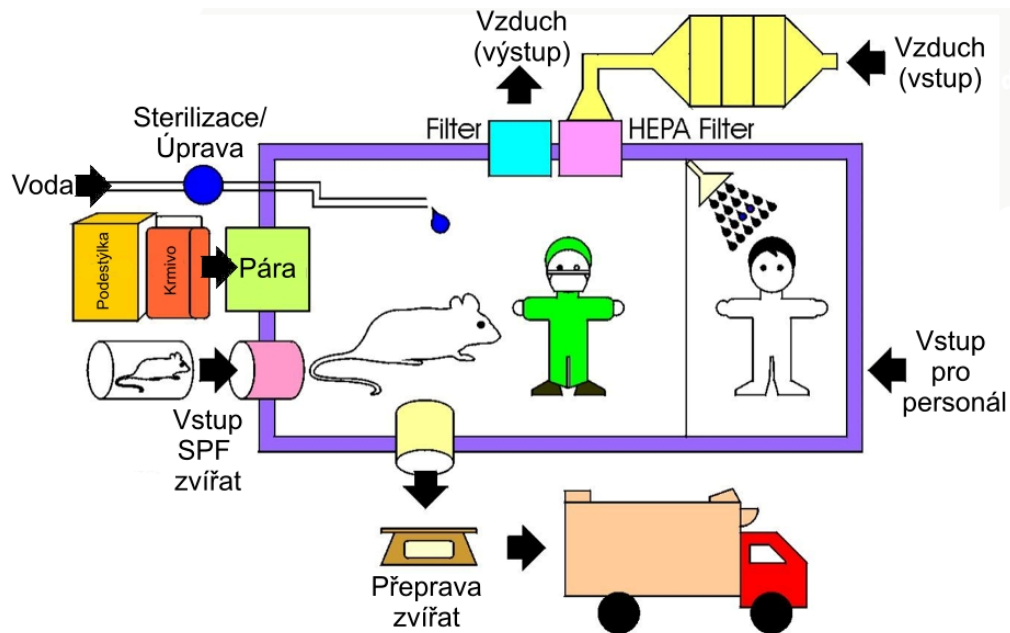 Vzduch
(výstup)
Vzduch
(vstup)
Sterilizace/
Úprava
Filter
HEPA Filter
Voda
Podestýlka
Krmivo
Pára
Vstup
SPF
zvířat
Vstup
pro
personál
Přeprava
zvířat